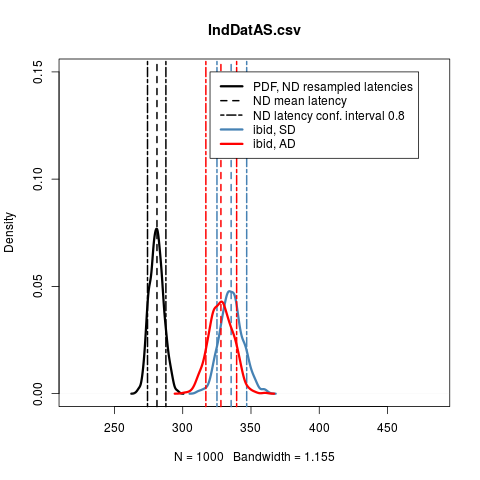 IndDatAS.csv
0.15
0.10
0.05
0.00
Density
PDF, ND resampled latencies
ND mean latency
ND latency conf. interval 0.8
ibid, SD
ibid, AD
250 300 350 400 450
N = 1000 Bandwidth = 1.155